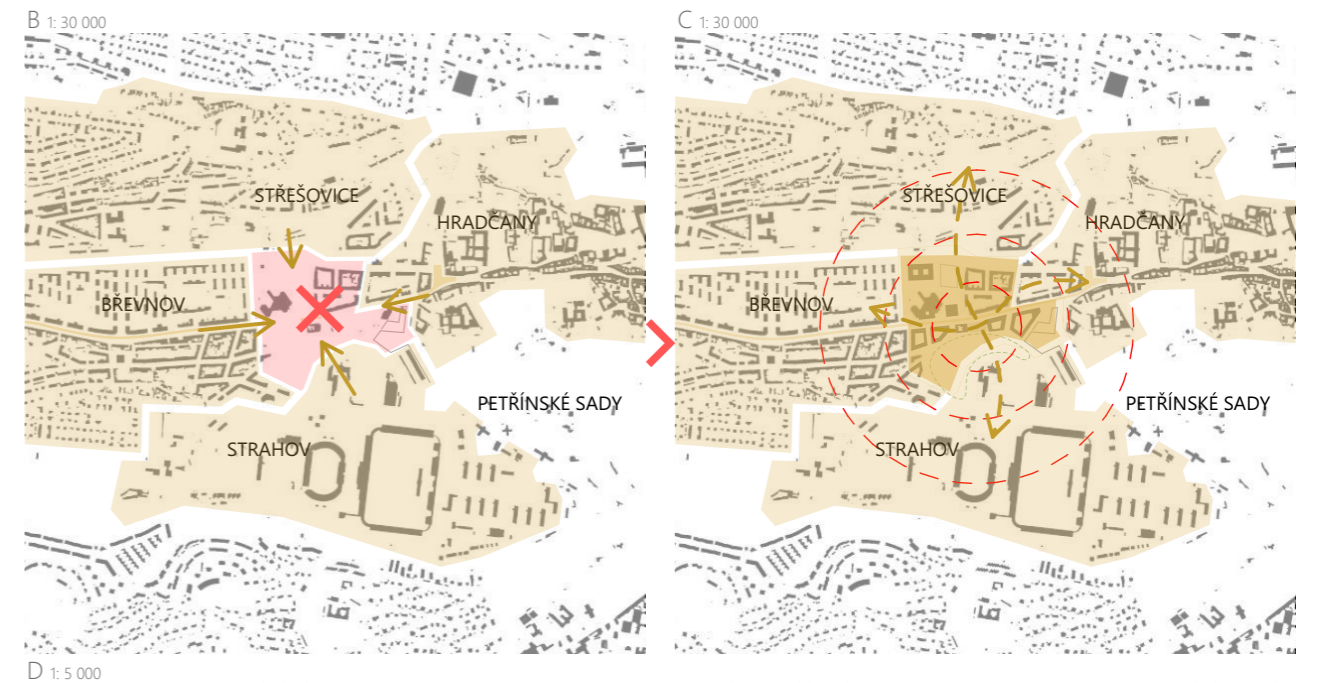 B 1: 30 000
C 1: 30 000
STŘEŠOVICE
HRADČANY
BŘEVNOV
PETŘÍNSKÉ SADY
STRAHOV
STŘEŠOVICE
HRADČANY
BŘEVNOV
PETŘÍNSKÉ SADY
STRAHOV
D 1: 5 000